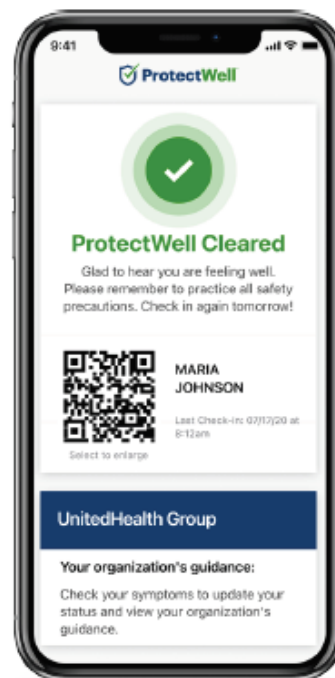 9:41
ProtectWell
ProtectWell Cleared
Glad to hear you are feeling well.
Please remember to practice all safety
precautions. Check in again tomorrow!
MARIA
JOHNSON
Last Check-in: 07/17/20 at
8:12am
Select to enlarge
UnitedHealth Group
Your organization's guidance:
Check your symptoms to update your
status and view your organization's
guidance.